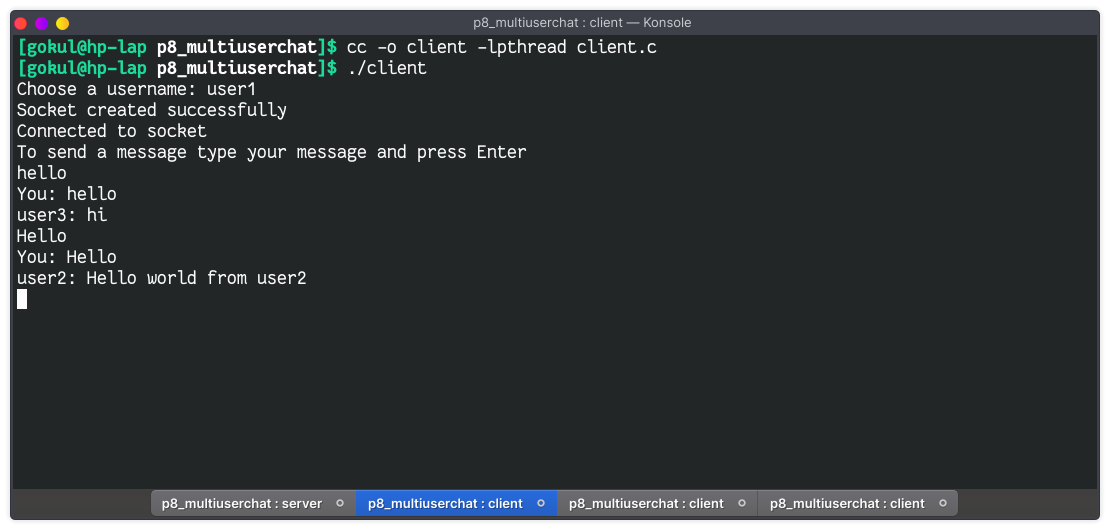 p8_multiuserchat : client — Konsole
[gokul@hp-lap p8_multiuserchat]$ cc -o client -lpthread client.c
[gokul@hp-lap p8_multiuserchat]$ ./client
Choose a username: user1
Socket created successfully
Connected to socket
To send a message type your message and press Enter
hello
You: hello
user3: hi
Hello
You: Hello
user2: Hello world from user2
p8_multiuserchat : server
p8_multiuserchat : client
p8_multiuserchat : client
p8_multiuserchat : client